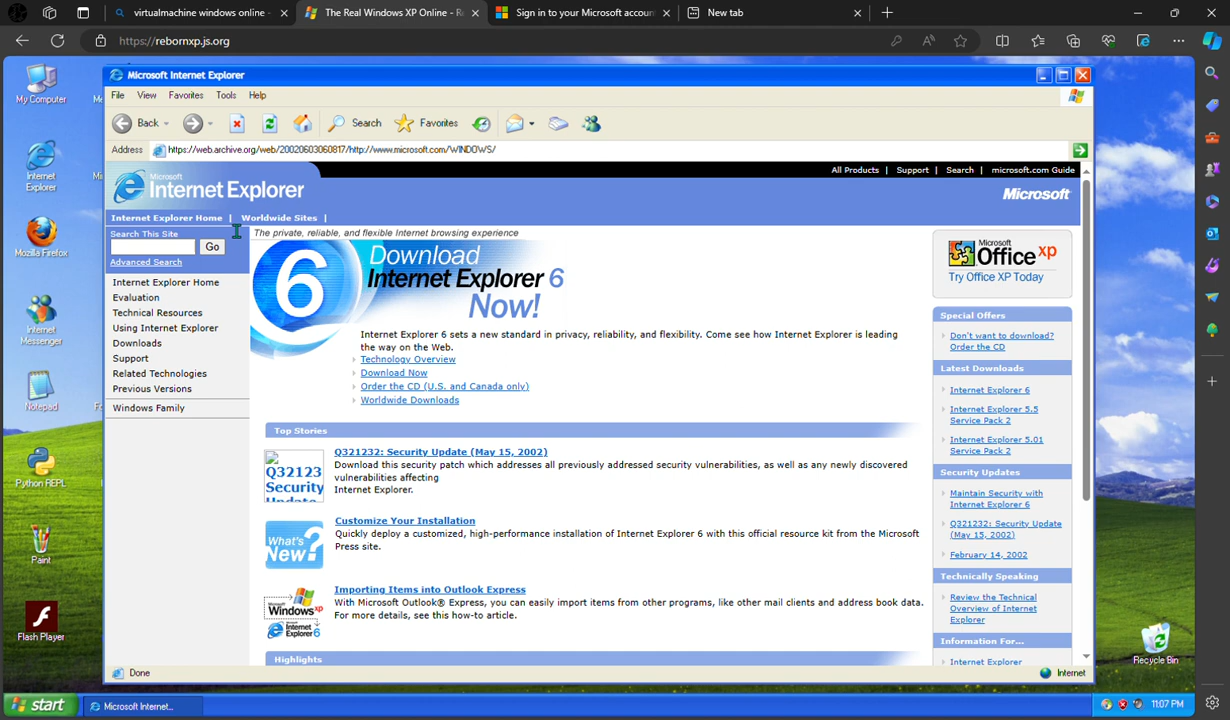 virtualmachine windows online -
The Real Windows XP Online - R
Sign in to your Microsoft accoun
New tab
https://rebornxp.js.org
My Computer
Internet
Explorer
Mozilla Firefox
Internet
Messenger
Notepad
Python REPL
Paint
Flash Player
Microsoft Internet Explorer
File View Favorites Tools Help
Back Search Favorites
Address https://web.archive.org/web/20020603060817/http://www.microsoft.com/WINDOWS/
All Products | Support | Search | microsoft.com Guide
Microsoft
Internet Explorer
Microsoft
Internet Explorer Home | Worldwide Sites |
Search This Site
Go
Advanced Search
Internet Explorer Home
Evaluation
Technical Resources
Using Internet Explorer
Downloads
Support
Related Technologies
Previous Versions
Windows Family
The private, reliable, and flexible Internet browsing experience
6
Download
Internet Explorer 6
Now!
Internet Explorer 6 sets a new standard in privacy, reliability, and flexibility. Come see how Internet Explorer is leading
the way on the Web.
Technology Overview
Download Now
Order the CD (U.S. and Canada only)
Worldwide Downloads
Top Stories
Q32123
Security
Update
Q321232: Security Update (May 15, 2002)
Download this security patch which addresses all previously addressed security vulnerabilities, as well as any newly discovered
vulnerabilities affecting
Internet Explorer.
What's
New?
Customize Your Installation
Quickly deploy a customized, high-performance installation of Internet Explorer 6 with this official resource kit from the Microsoft
Press site.
Windows xp
Internet
Explorer 6
Importing Items into Outlook Express
With Microsoft Outlook® Express, you can easily import items from other programs, like other mail clients and address book data.
For more details, see this how-to article.
Highlights
Microsoft
Office xp
Try Office XP Today
Special Offers
Don't want to download?
Order the CD
Latest Downloads
Internet Explorer 6
Internet Explorer 5.5
Service Pack 2
Internet Explorer 5.01
Service Pack 2
Security Updates
Maintain Security with
Internet Explorer 6
Q321232: Security Update
(May 15, 2002)
February 14, 2002
Technically Speaking
Review the Technical
Overview of Internet
Explorer
Information For...
Internet Explorer
Done
Internet
Recycle Bin
start
Microsoft Internet...
11:07 PM